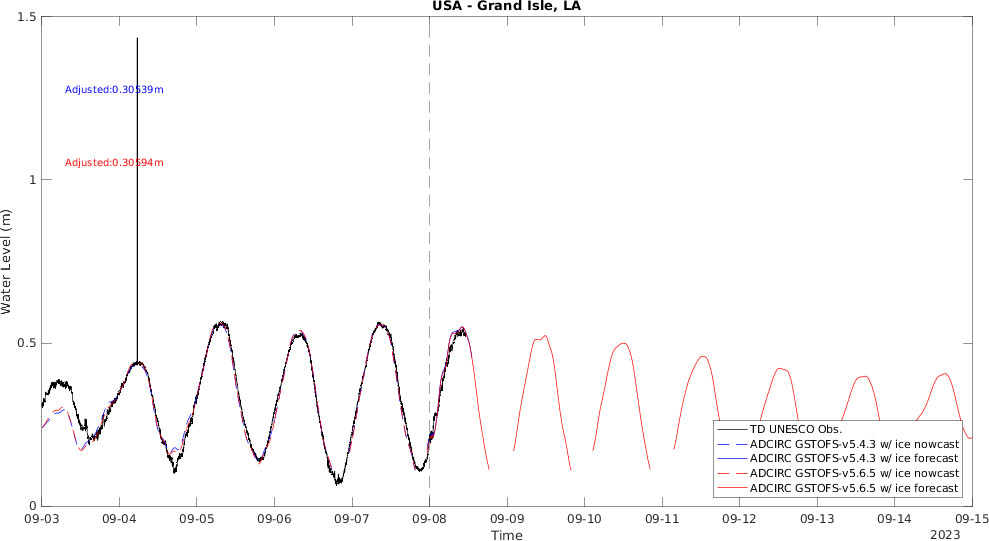 USA - Grand Isle, LA
1.5
Adjusted:0.30539m
Adjusted:0.30594m
1
Water Level (m)
0.5
TD UNESCO Obs.
ADCIRC GSTOFS-v5.4.3 w/ ice nowcast
ADCIRC GSTOFS-v5.4.3 w/ ice forecast
ADCIRC GSTOFS-v5.6.5 w/ ice nowcast
ADCIRC GSTOFS-v5.6.5 w/ ice forecast
0
09-03 09-04 09-05 09-06 09-07 09-08 09-09 09-10 09-11 09-12 09-13 09-14 09-15
Time
2023